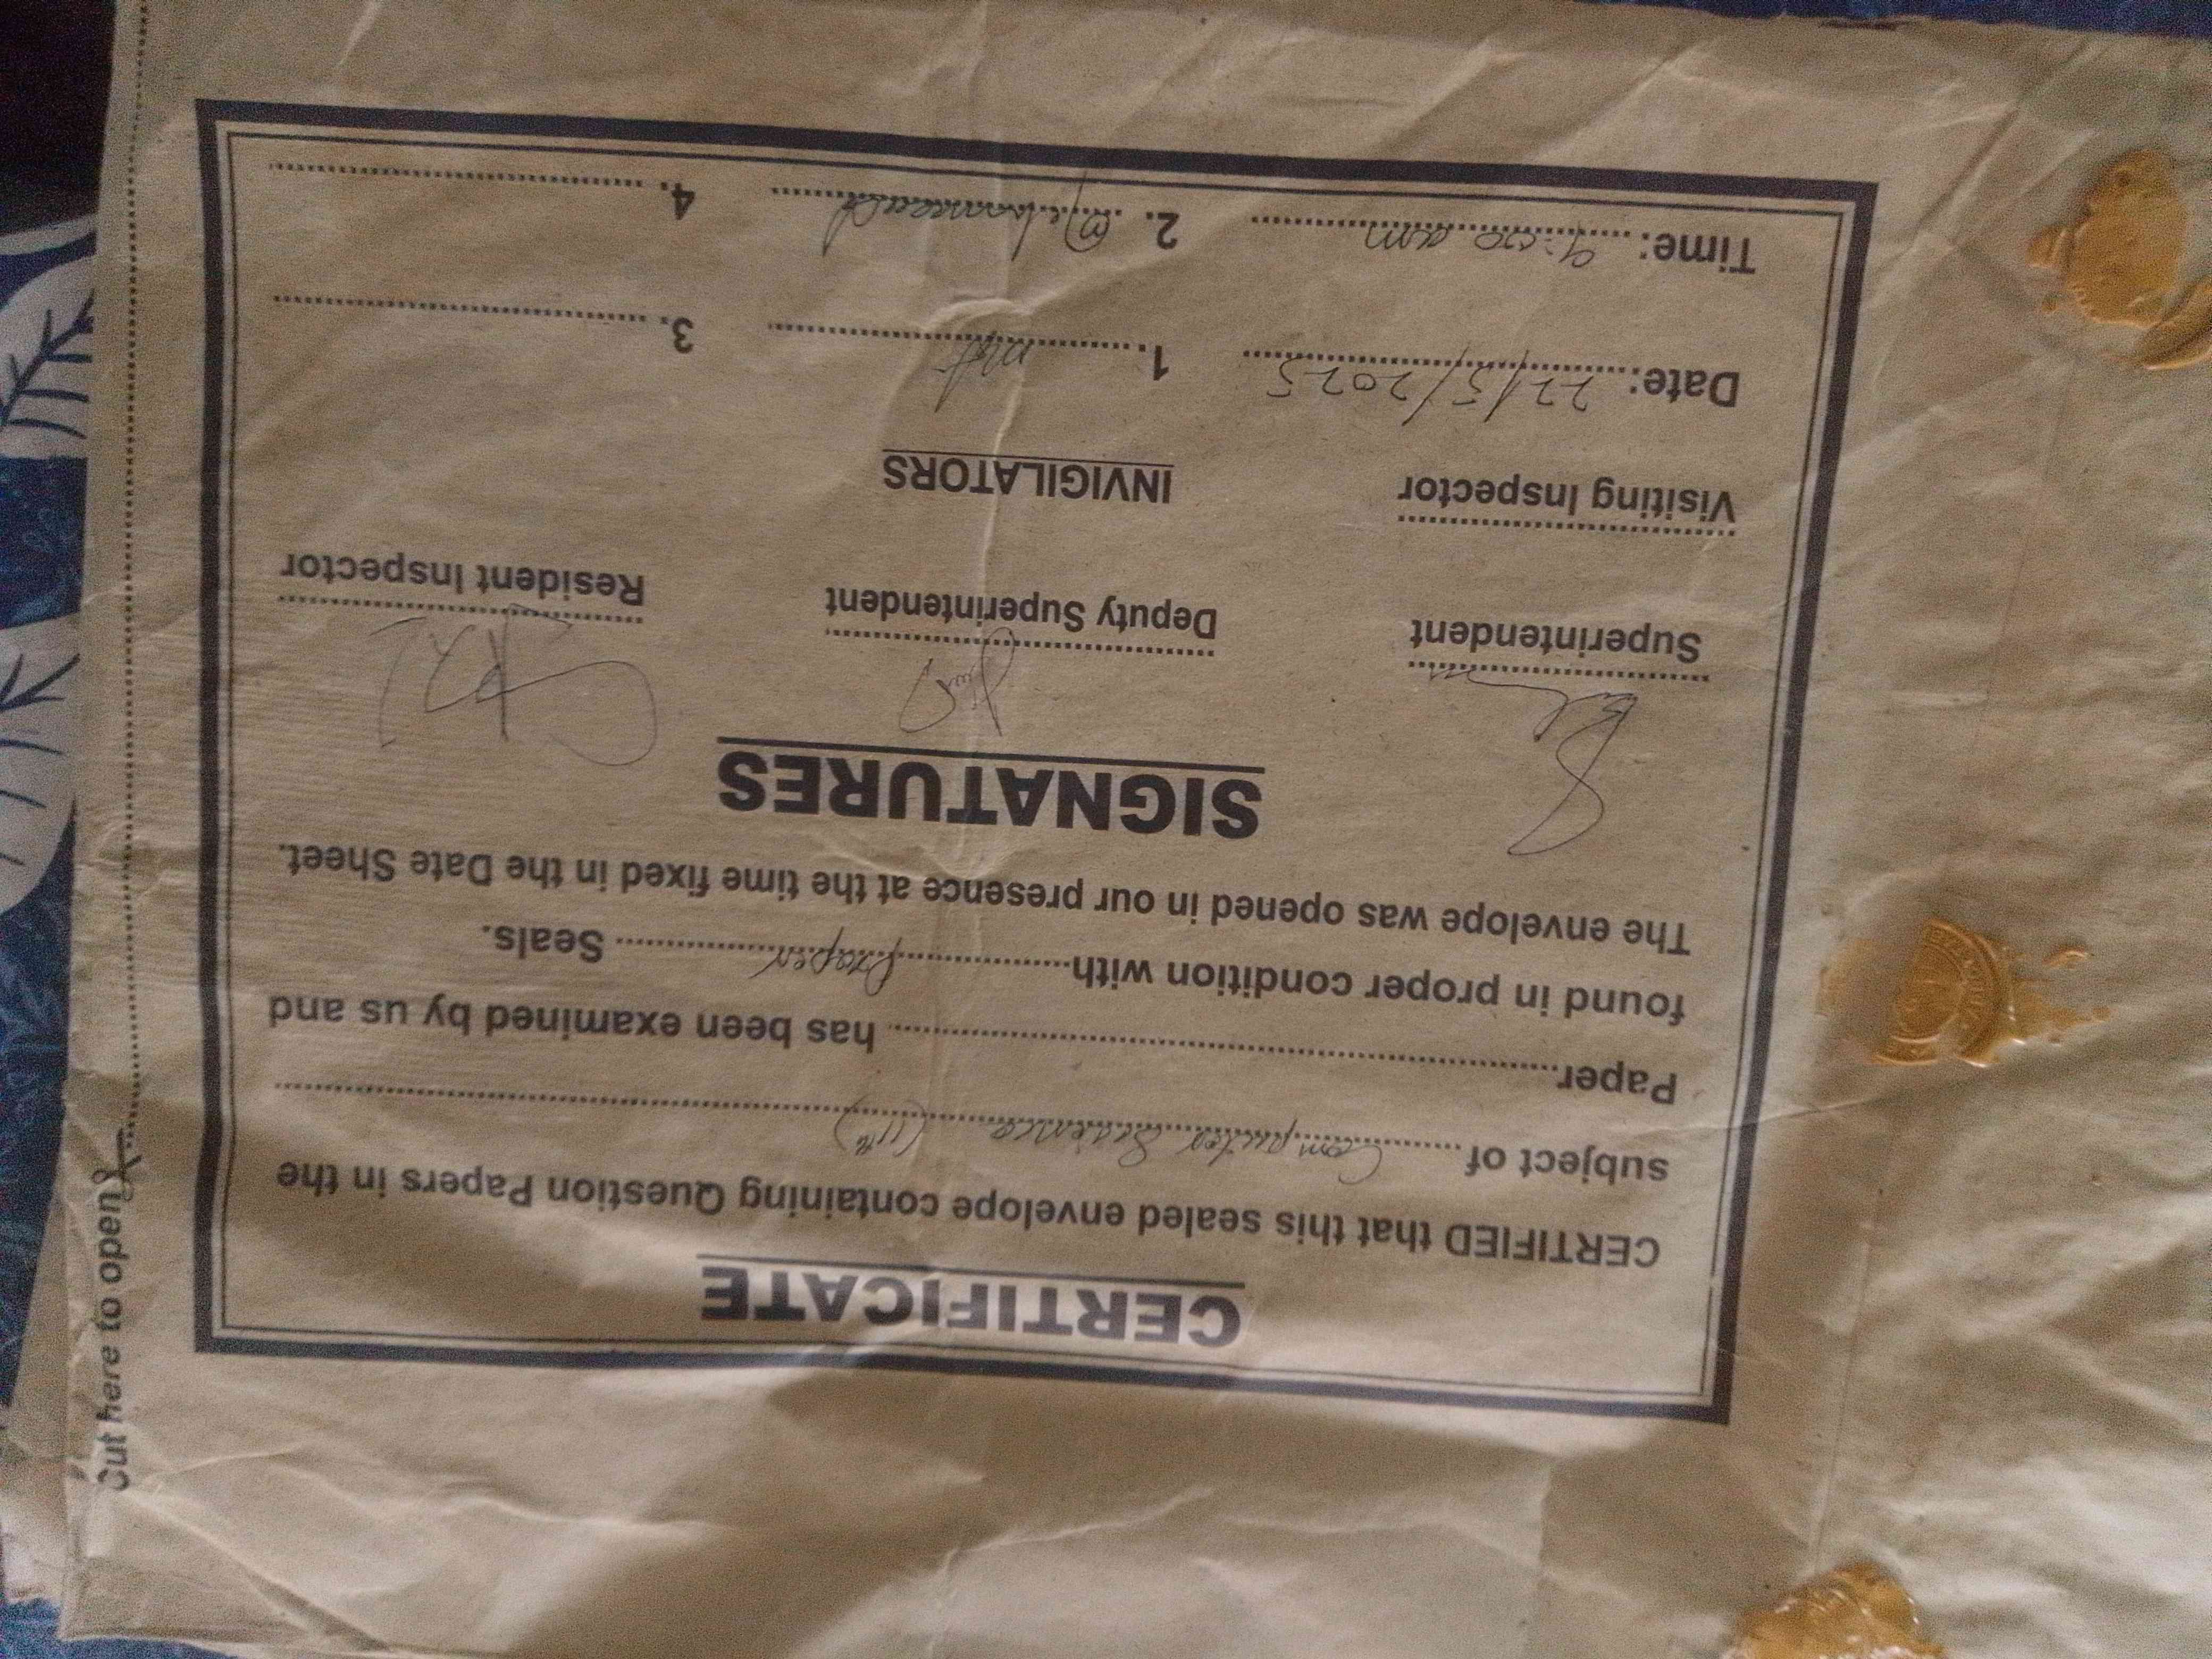 CERTIFICATE
CERTIFIED that this sealed envelope containing Question Papers in the
subject of Computer Science (11th)
Paper has been examined by us and
found in proper condition with Proper Seals.
The envelope was opened in our presence at the time fixed in the Date Sheet.
SIGNATURES
Superintendent Deputy Superintendent Resident Inspector
Visiting Inspector INVIGILATORS
Date: 22/5/2025 1. 3.
Time: 9:00 am 2. 4.
Cut here to open